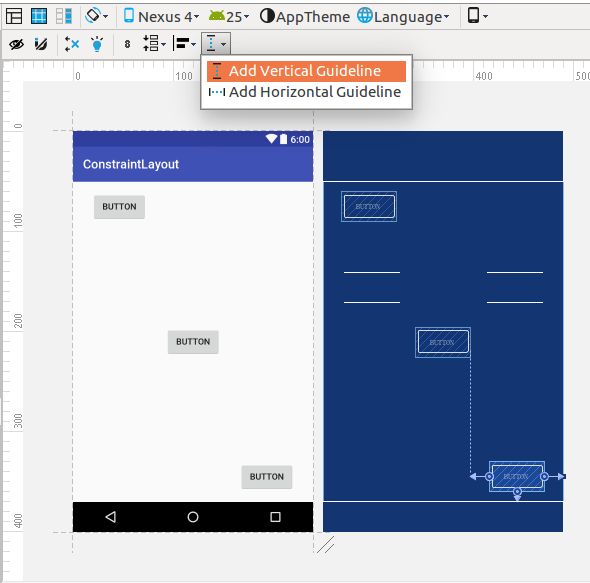 Nexus 4 25 AppTheme Language
8
Add Vertical Guideline
Add Horizontal Guideline
0 100 400 500
0
100
200
300
400
6:00
ConstraintLayout
BUTTON
BUTTON
BUTTON
BUTTON
BUTTON
BUTTON